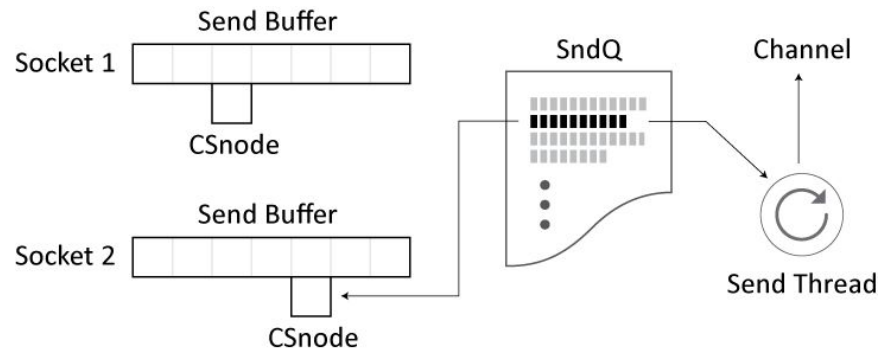 Send Buffer
Socket 1
CSnode
Send Buffer
Socket 2
CSnode
SndQ
Channel
Send Thread